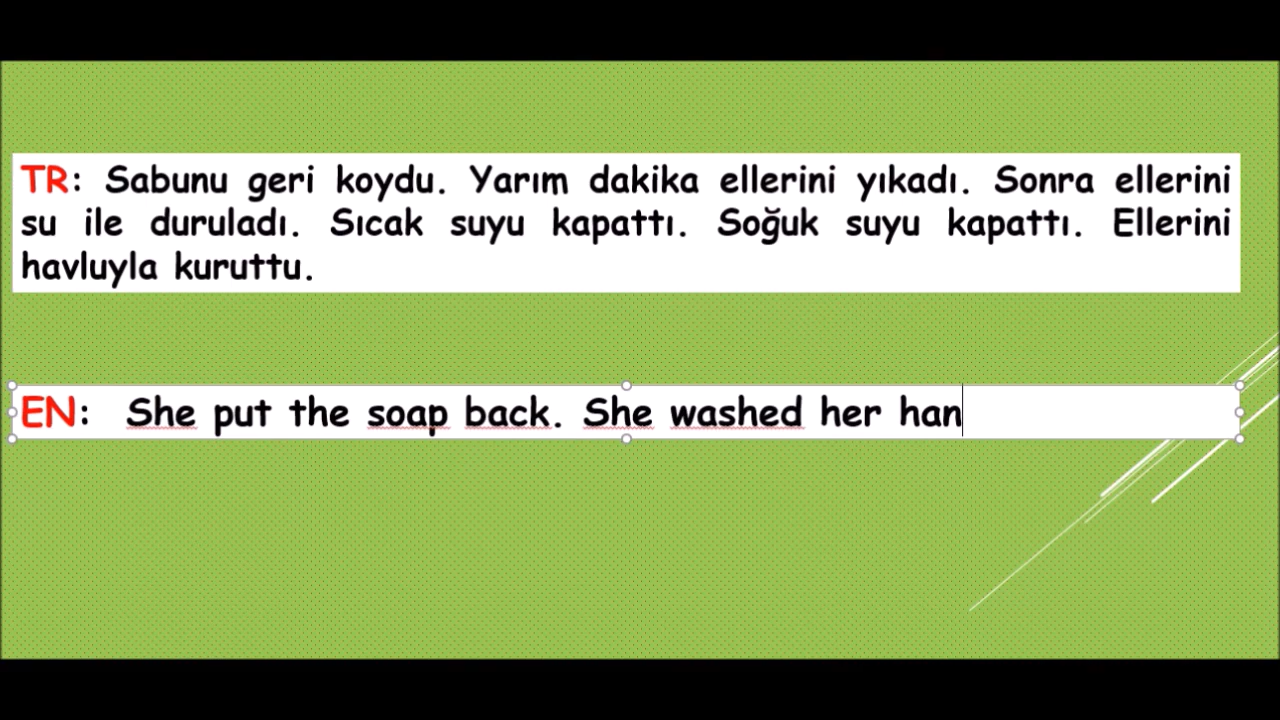 TR: Sabunu geri koydu. Yarım dakika ellerini yıkadı. Sonra ellerini
su ile duruladı. Sıcak suyu kapattı. Soğuk suyu kapattı. Ellerini
havluyla kuruttu.
EN: She put the soap back. She washed her han